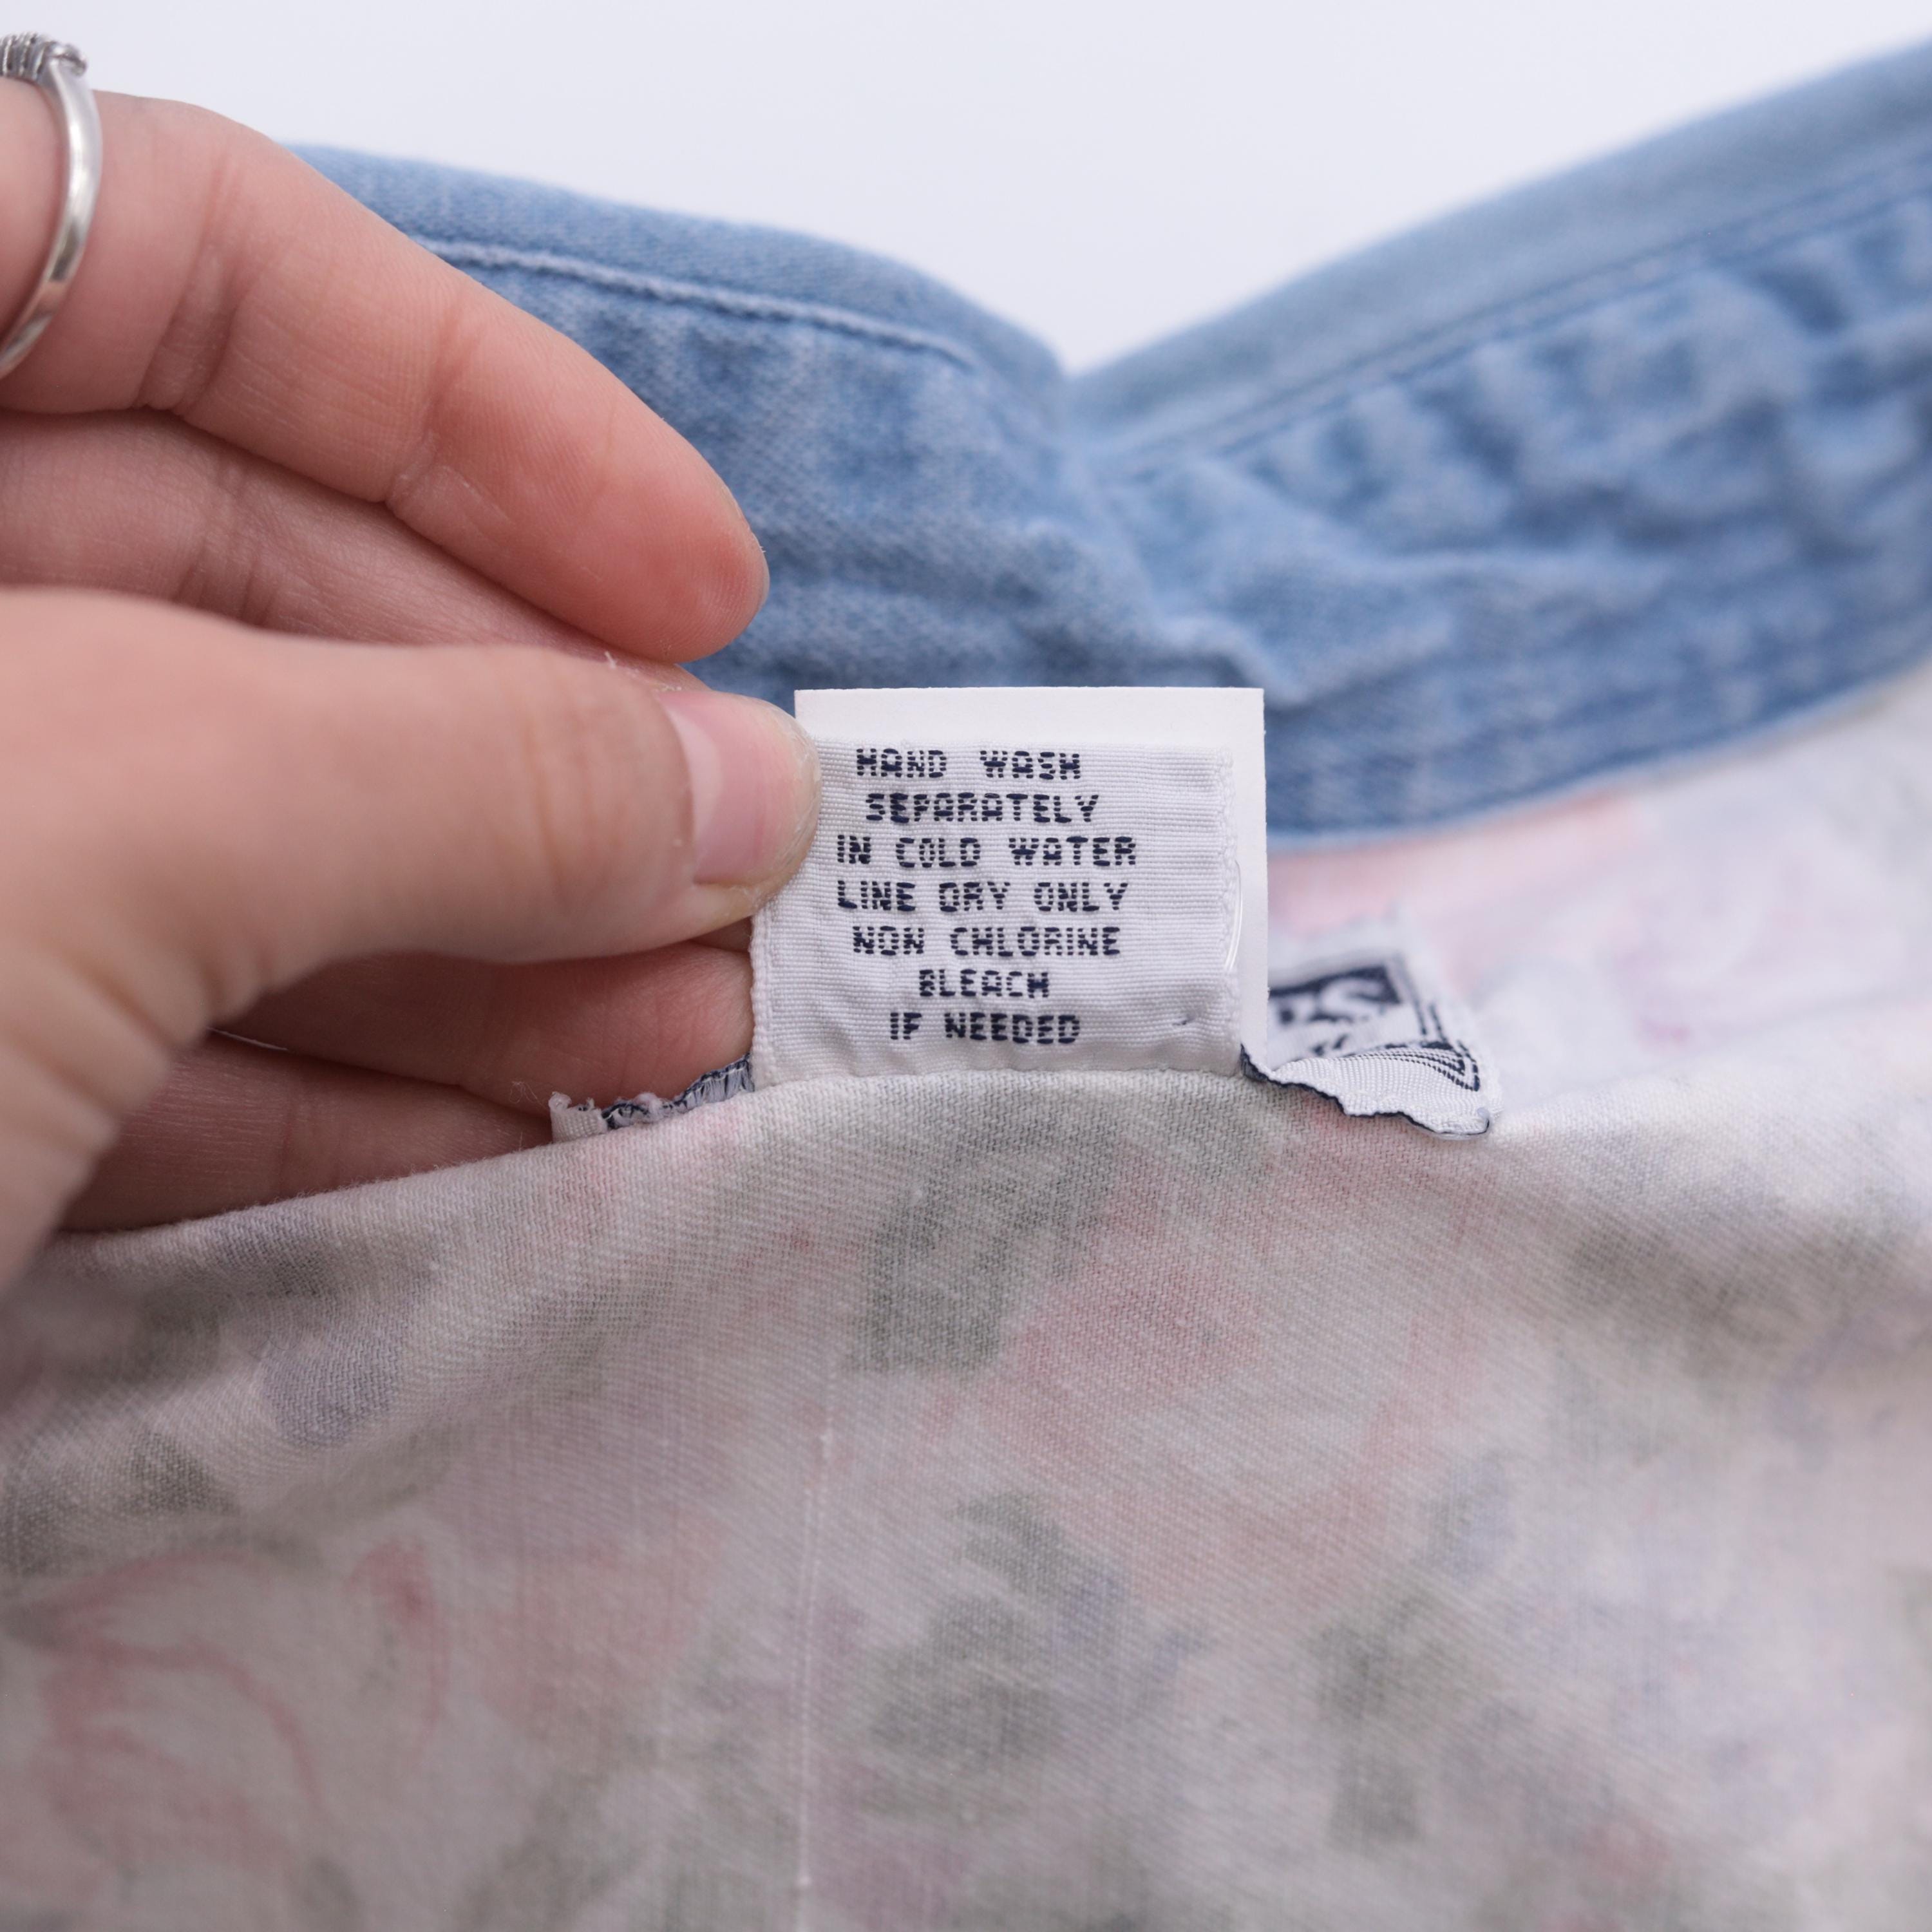 HAND WASH
SEPARATELY
IN COLD WATER
LINE DRY ONLY
NON CHLORINE
BLEACH
IF NEEDED